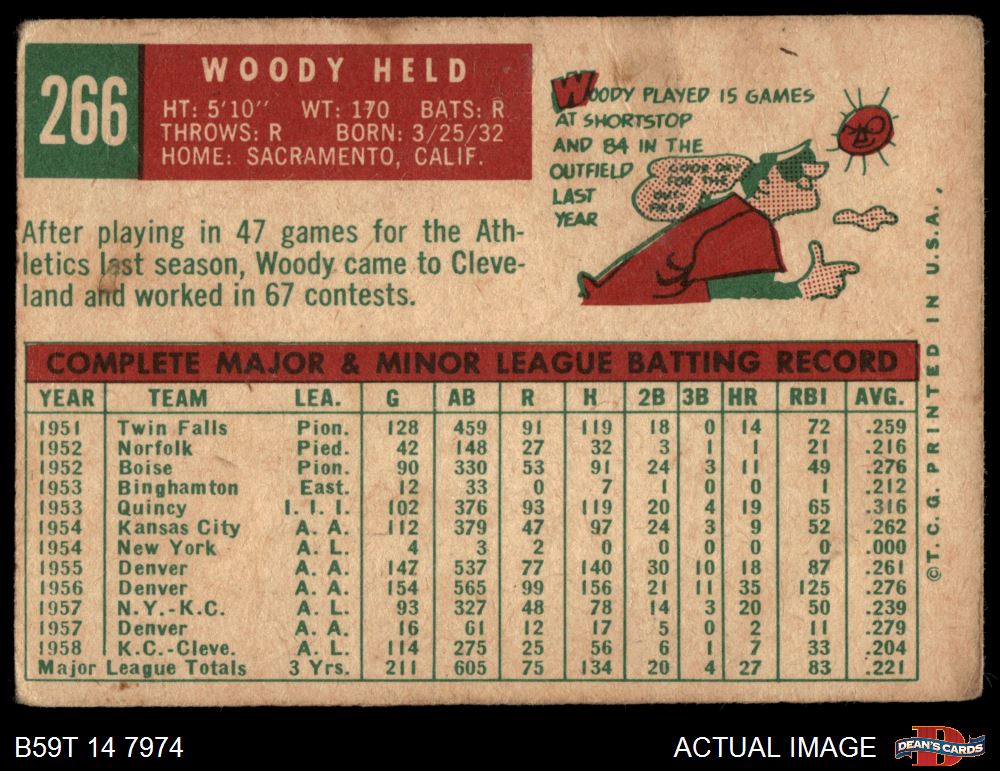 266
WOODY HELD
HT: 5'10" WT: 170 BATS: R
THROWS: R BORN: 3/25/32
HOME: SACRAMENTO, CALIF.
WOODY PLAYED 15 GAMES
AT SHORTSTOP
AND 84 IN THE
OUTFIELD
LAST
YEAR
After playing in 47 games for the Ath-
letics last season, Woody came to Cleve-
land and worked in 67 contests.
COMPLETE MAJOR & MINOR LEAGUE BATTING RECORD
YEAR TEAM LEA. G AB R H 2B 3B HR RBI AVG.
1951 Twin Falls Pion. 128 459 91 119 18 0 14 72 .259
1952 Norfolk Pied. 42 148 27 32 3 1 1 21 .216
1952 Boise Pion. 90 330 53 91 24 3 11 49 .276
1953 Binghamton East. 12 33 0 7 1 0 0 1 .212
1953 Quincy I. I. I. 102 376 93 119 20 4 19 65 .316
1954 Kansas City A. A. 112 379 47 97 24 3 9 52 .262
1954 New York A. L. 4 3 2 0 0 0 0 0 .000
1955 Denver A. A. 147 537 77 140 30 10 18 87 .261
1956 Denver A. A. 154 565 99 156 21 11 35 125 .276
1957 N.Y.-K.C. A. L. 93 327 48 78 14 3 20 50 .239
1957 Denver A. A. 16 61 12 17 5 0 2 11 .279
1958 K.C.-Cleve. A. L. 114 275 25 56 6 1 7 33 .204
Major League Totals 3 Yrs. 211 605 75 134 20 4 27 83 .221
©T.C.G. PRINTED IN U.S.A.
B59T 14 7974
ACTUAL IMAGE
D
DEAN'S CARDS